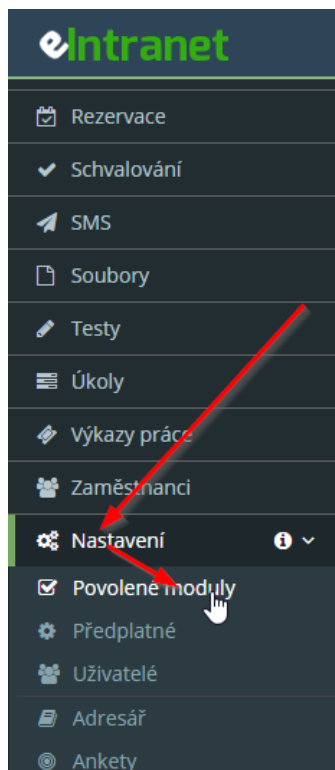 eIntranet
Rezervace
Schvalování
SMS
Soubory
Testy
Úkoly
Výkazy práce
Zaměstnanci
Nastavení
Povolené moduly
Předplatné
Uživatelé
Adresář
Ankety